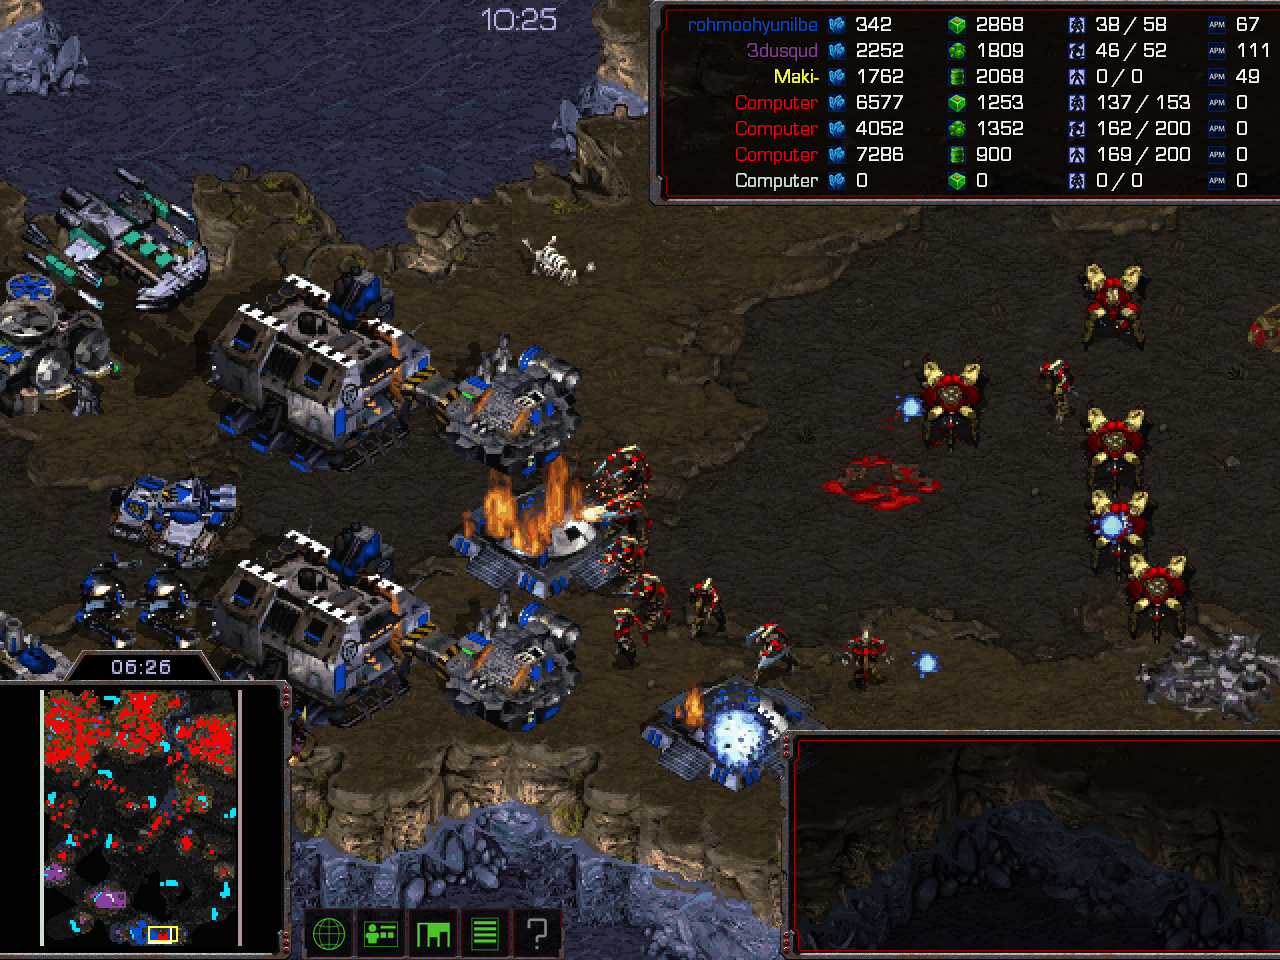 10:25
rohmoohyunilbe 342 2868 38 / 58 APM 67
3dusqud 2252 1809 46 / 52 APM 111
Maki- 1762 2068 0 / 0 APM 49
Computer 6577 1253 137 / 153 APM 0
Computer 4052 1352 162 / 200 APM 0
Computer 7286 900 169 / 200 APM 0
Computer 0 0 0 / 0 APM 0
06:26
?